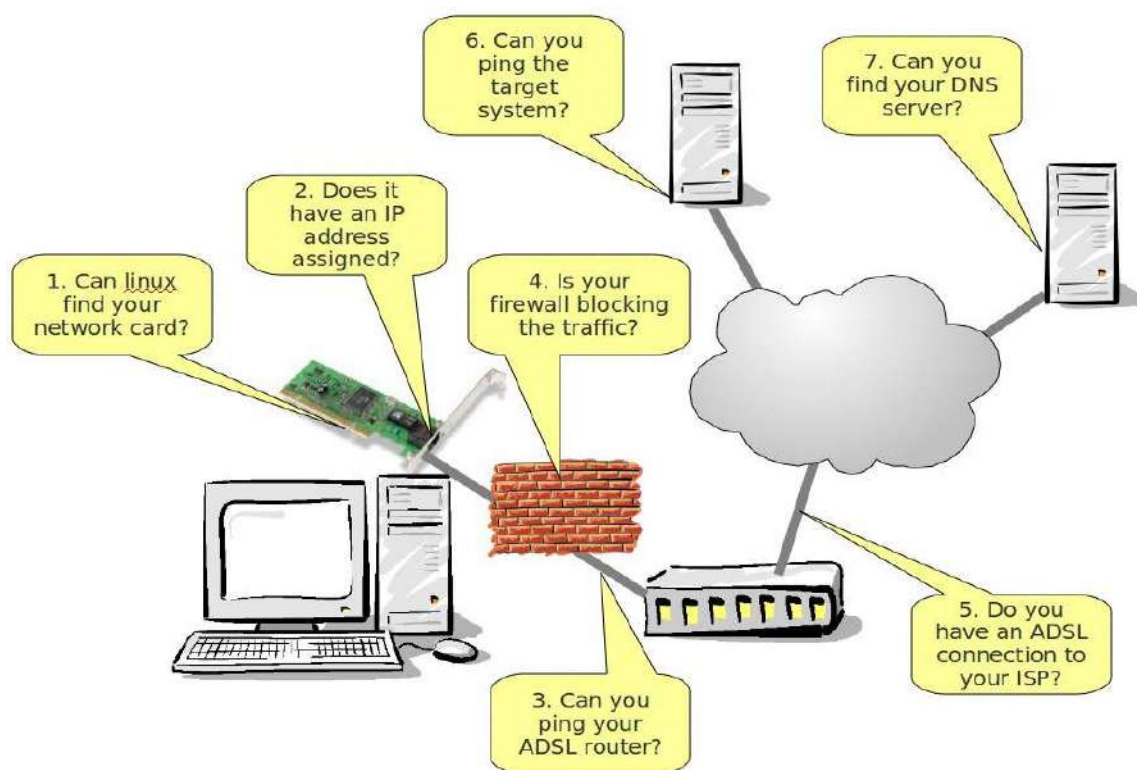 1. Can linux
find your
network card?
2. Does it
have an IP
address
assigned?
3. Can you
ping your
ADSL router?
4. Is your
firewall blocking
the traffic?
5. Do you
have an ADSL
connection to
your ISP?
6. Can you
ping the
target
system?
7. Can you
find your DNS
server?